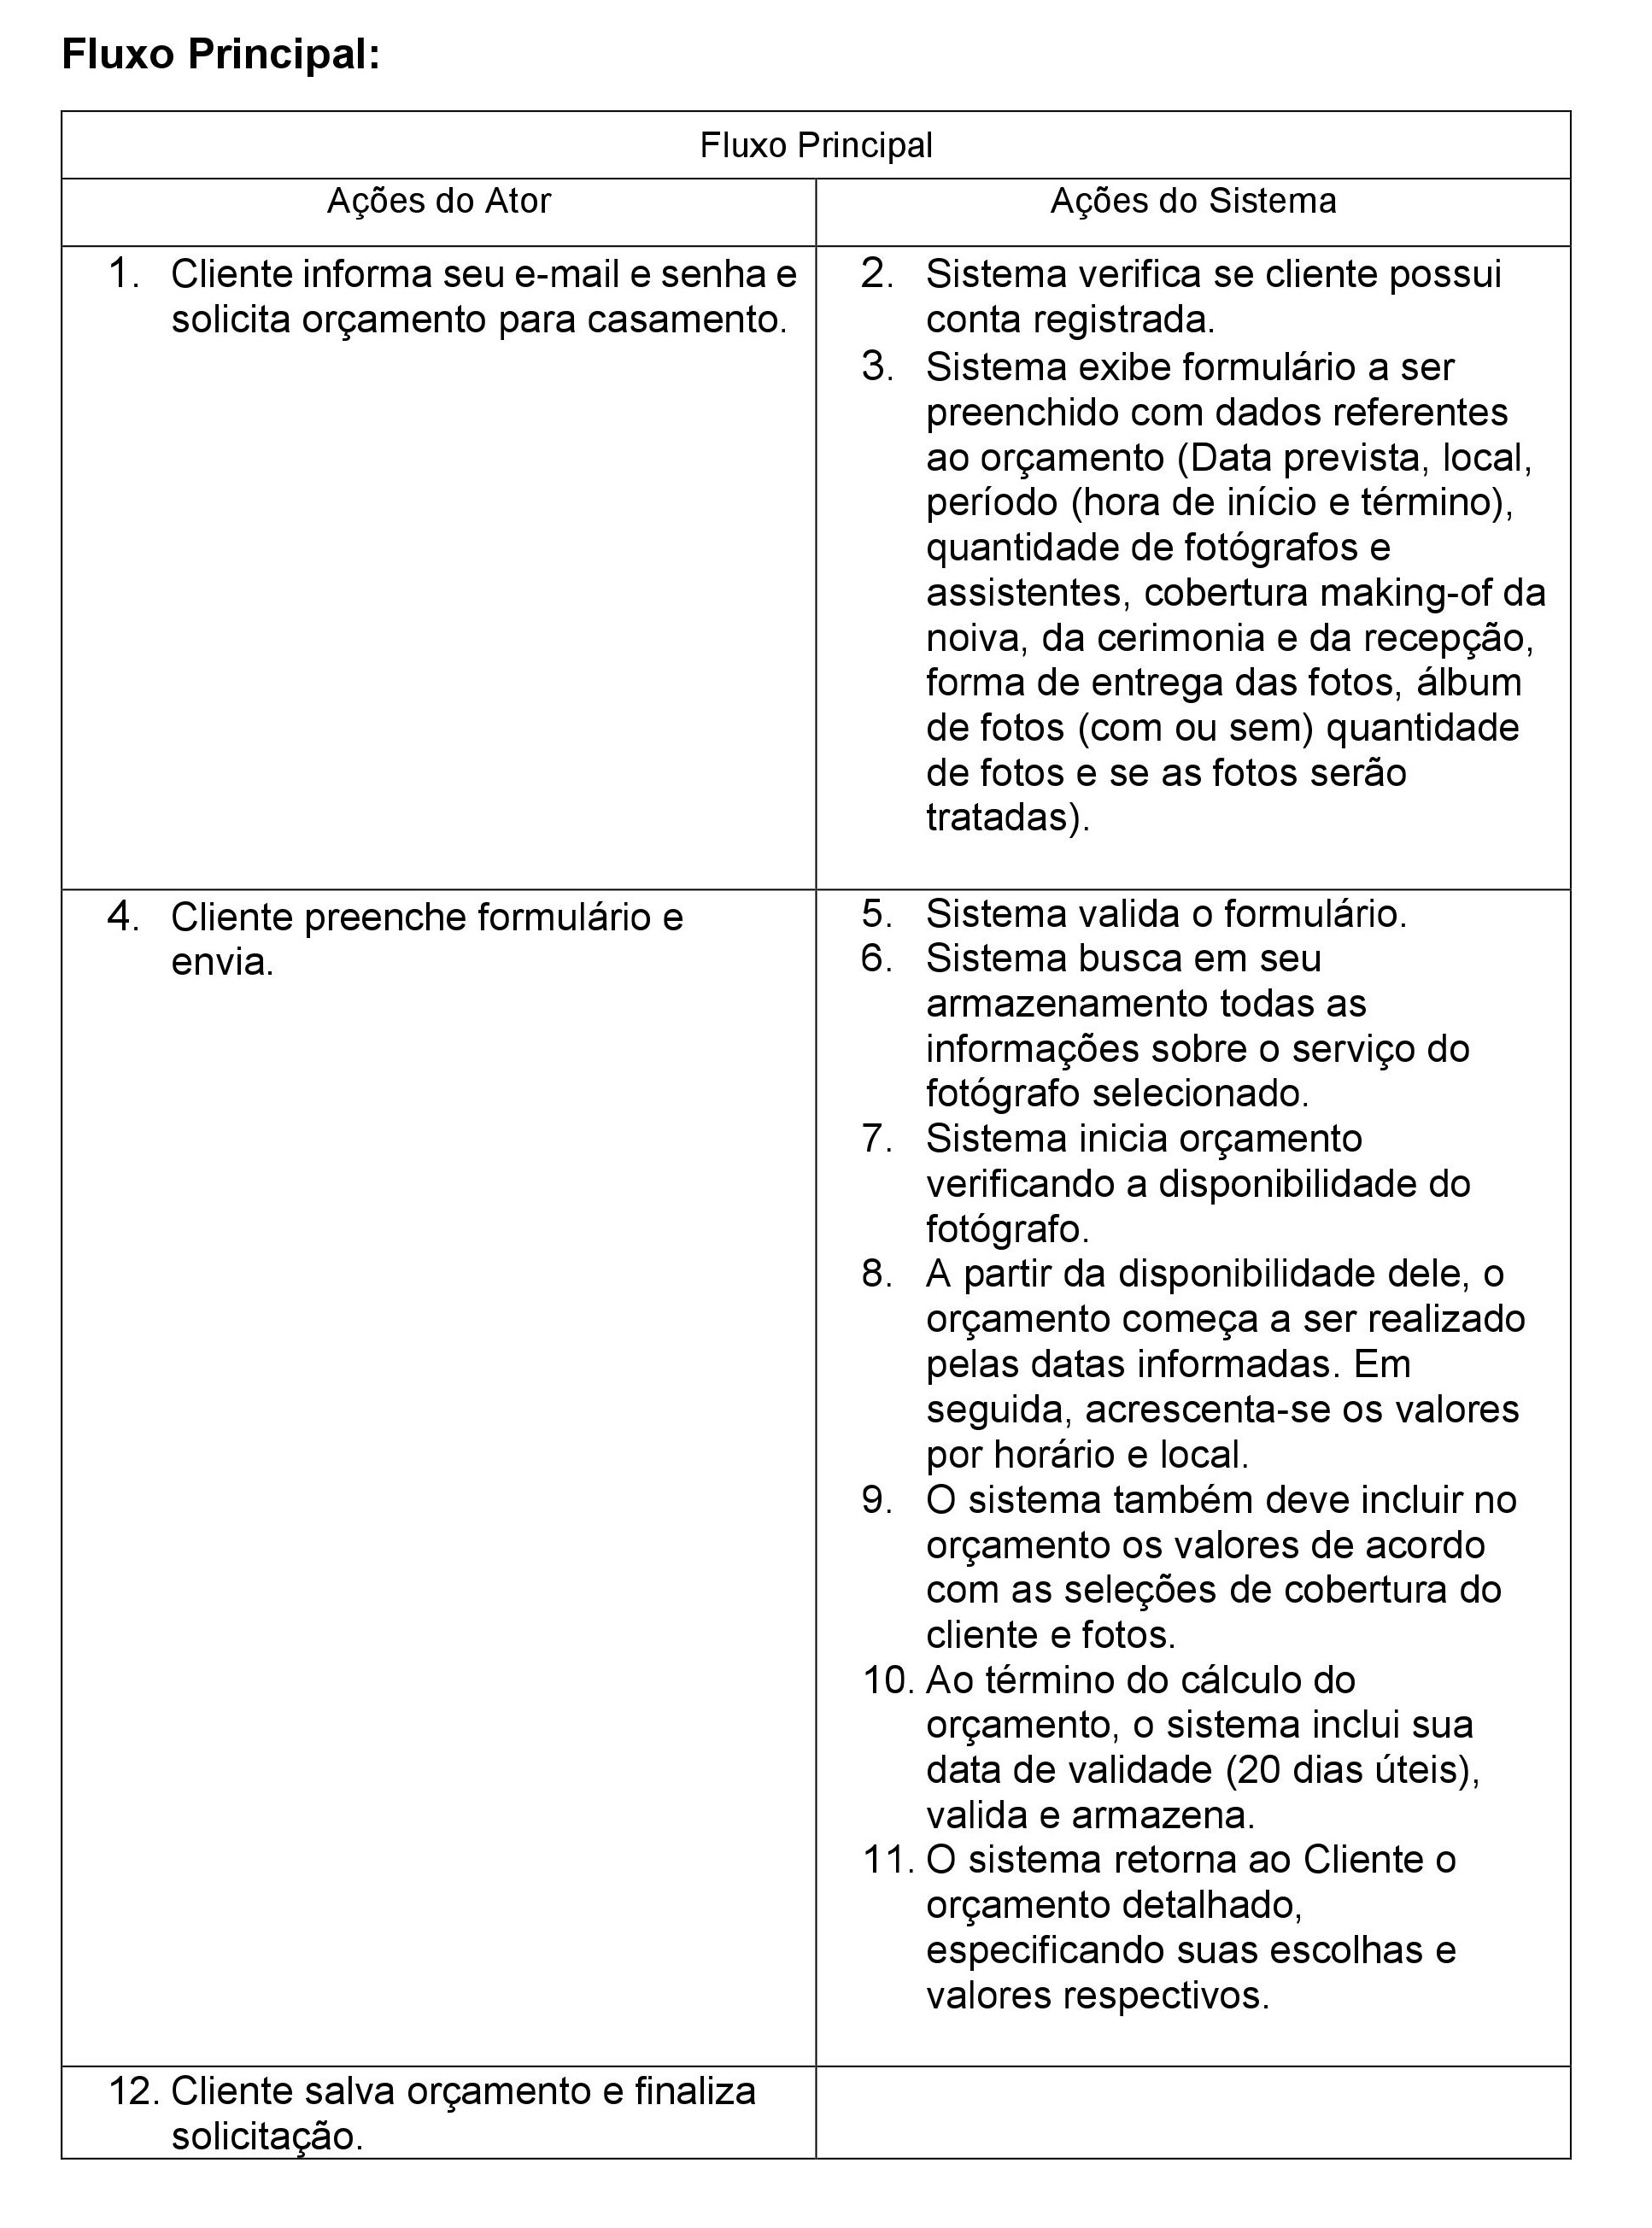 Fluxo Principal:
Fluxo Principal
Ações do Ator
Ações do Sistema
1. Cliente informa seu e-mail e senha e
solicita orçamento para casamento.
2. Sistema verifica se cliente possui
conta registrada.
3. Sistema exibe formulário a ser
preenchido com dados referentes
ao orçamento (Data prevista, local,
período (hora de início e término),
quantidade de fotógrafos e
assistentes, cobertura making-of da
noiva, da cerimonia e da recepção,
forma de entrega das fotos, álbum
de fotos (com ou sem) quantidade
de fotos e se as fotos serão
tratadas).
4. Cliente preenche formulário e
envia.
5. Sistema valida o formulário.
6. Sistema busca em seu
armazenamento todas as
informações sobre o serviço do
fotógrafo selecionado.
7. Sistema inicia orçamento
verificando a disponibilidade do
fotógrafo.
8. A partir da disponibilidade dele, o
orçamento começa a ser realizado
pelas datas informadas. Em
seguida, acrescenta-se os valores
por horário e local.
9. O sistema também deve incluir no
orçamento os valores de acordo
com as seleções de cobertura do
cliente e fotos.
10. Ao término do cálculo do
orçamento, o sistema inclui sua
data de validade (20 dias úteis),
valida e armazena.
11. O sistema retorna ao Cliente o
orçamento detalhado,
especificando suas escolhas e
valores respectivos.
12. Cliente salva orçamento e finaliza
solicitação.